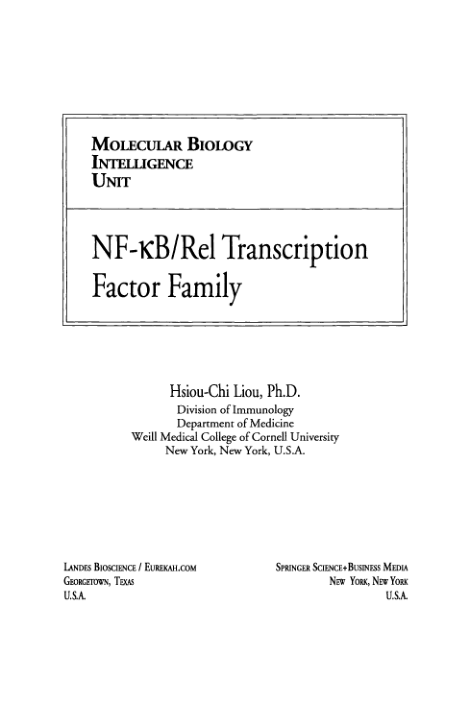 MOLECULAR BIOLOGY
INTELLIGENCE
UNIT
NF-κB/Rel Transcription
Factor Family
Hsiou-Chi Liou, Ph.D.
Division of Immunology
Department of Medicine
Weill Medical College of Cornell University
New York, New York, U.S.A.
LANDES BIOSCIENCE / EUREKAH.COM
GEORGETOWN, TEXAS
U.S.A.
SPRINGER SCIENCE+BUSINESS MEDIA
NEW YORK, NEW YORK
U.S.A.